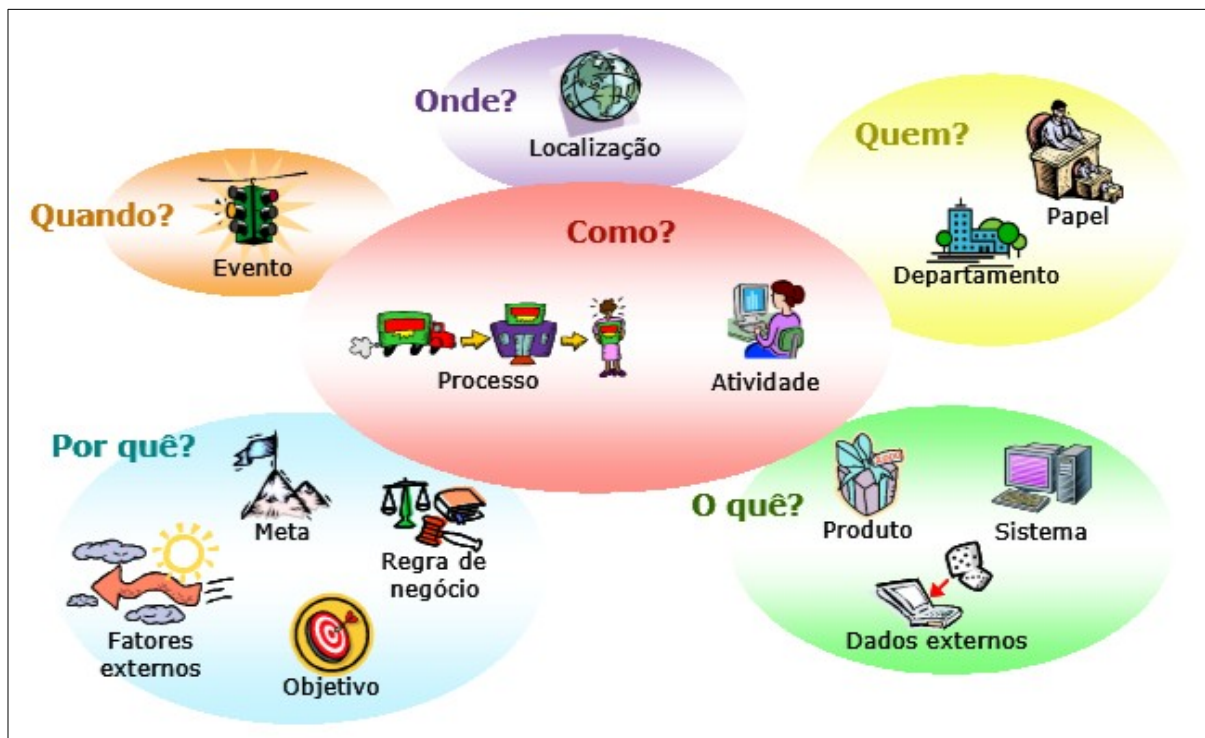 Onde?
Localização
Quem?
Papel
Departamento
Quando?
Evento
Como?
Processo
Atividade
Por quê?
Meta
Regra de
negócio
Fatores
externos
Objetivo
O quê?
Produto
Sistema
Dados externos